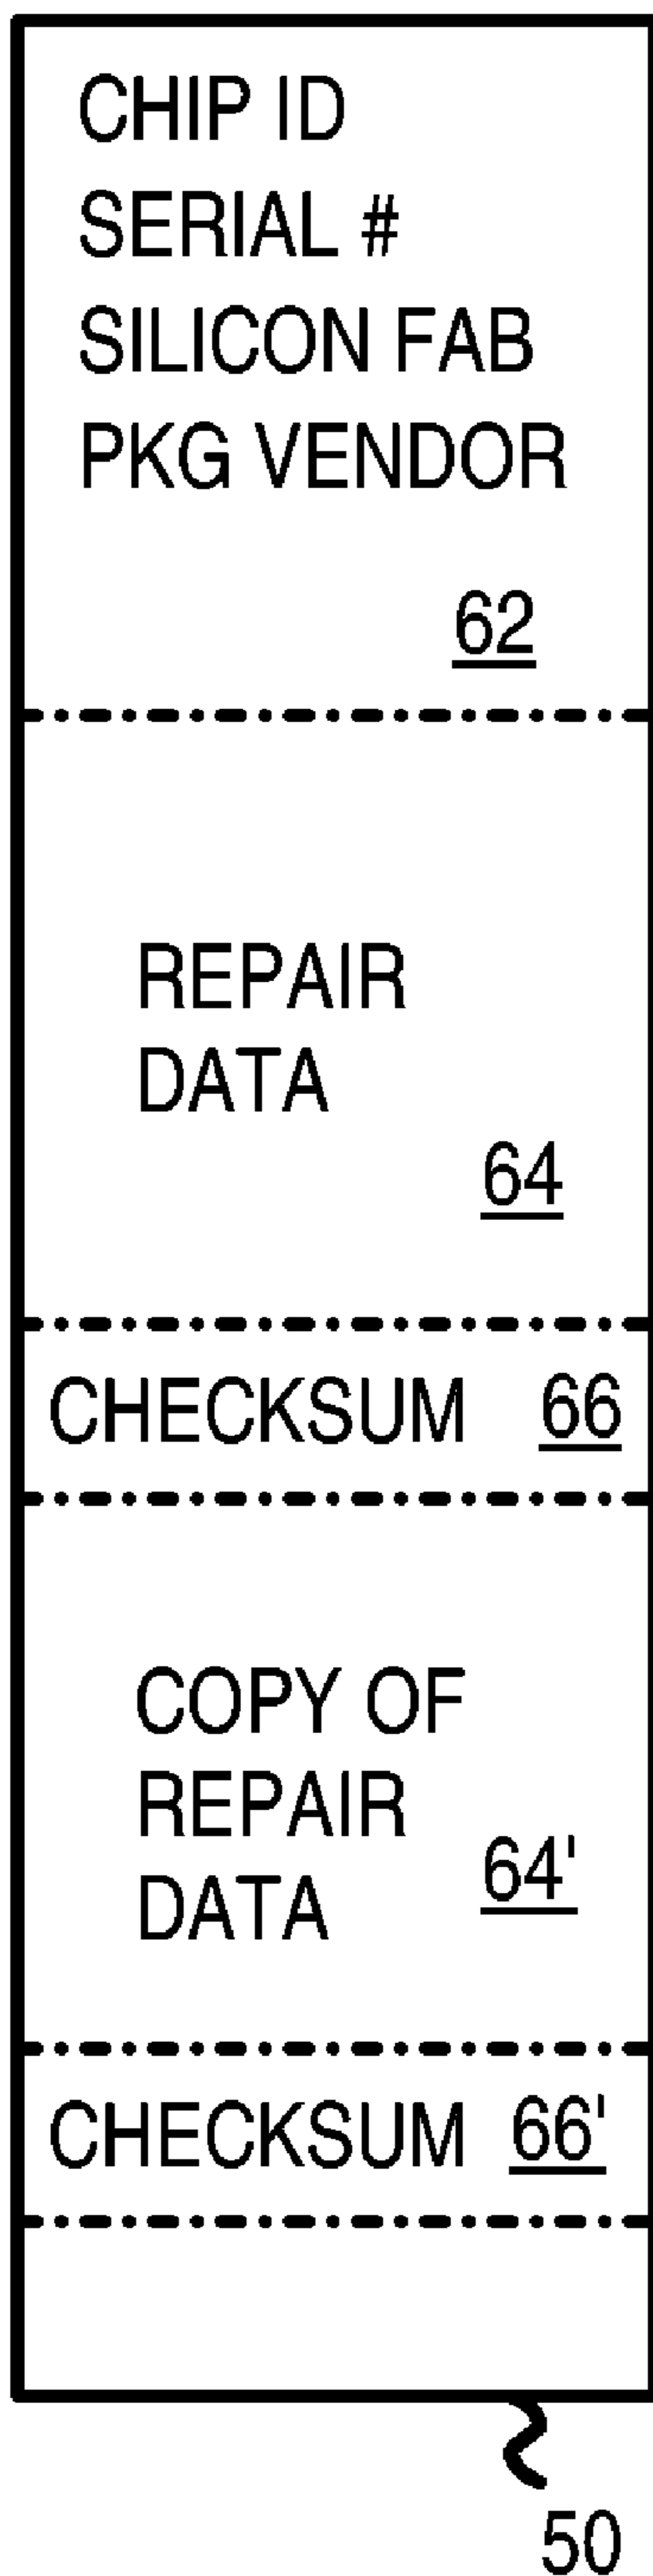 CHIP ID
SERIAL #
SILICON FAB
PKG VENDOR
62
REPAIR
DATA
64
CHECKSUM 66
COPY OF
REPAIR
DATA 64'
CHECKSUM 66'
50